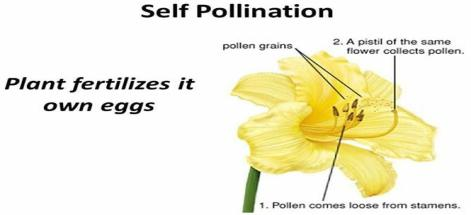 Self Pollination
pollen grains
2. A pistil of the same
flower collects pollen.
Plant fertilizes it
own eggs
1. Pollen comes loose from stamens.